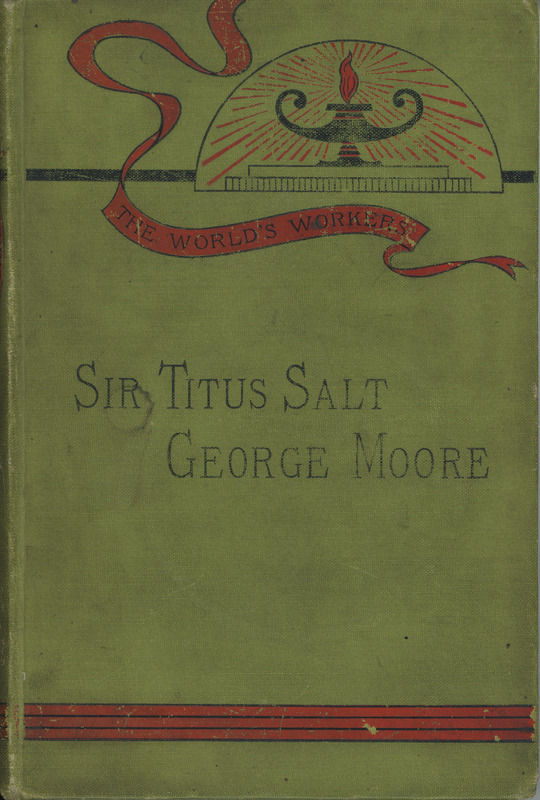 THE WORLD'S WORKERS.
SIR TITUS SALT
GEORGE MOORE